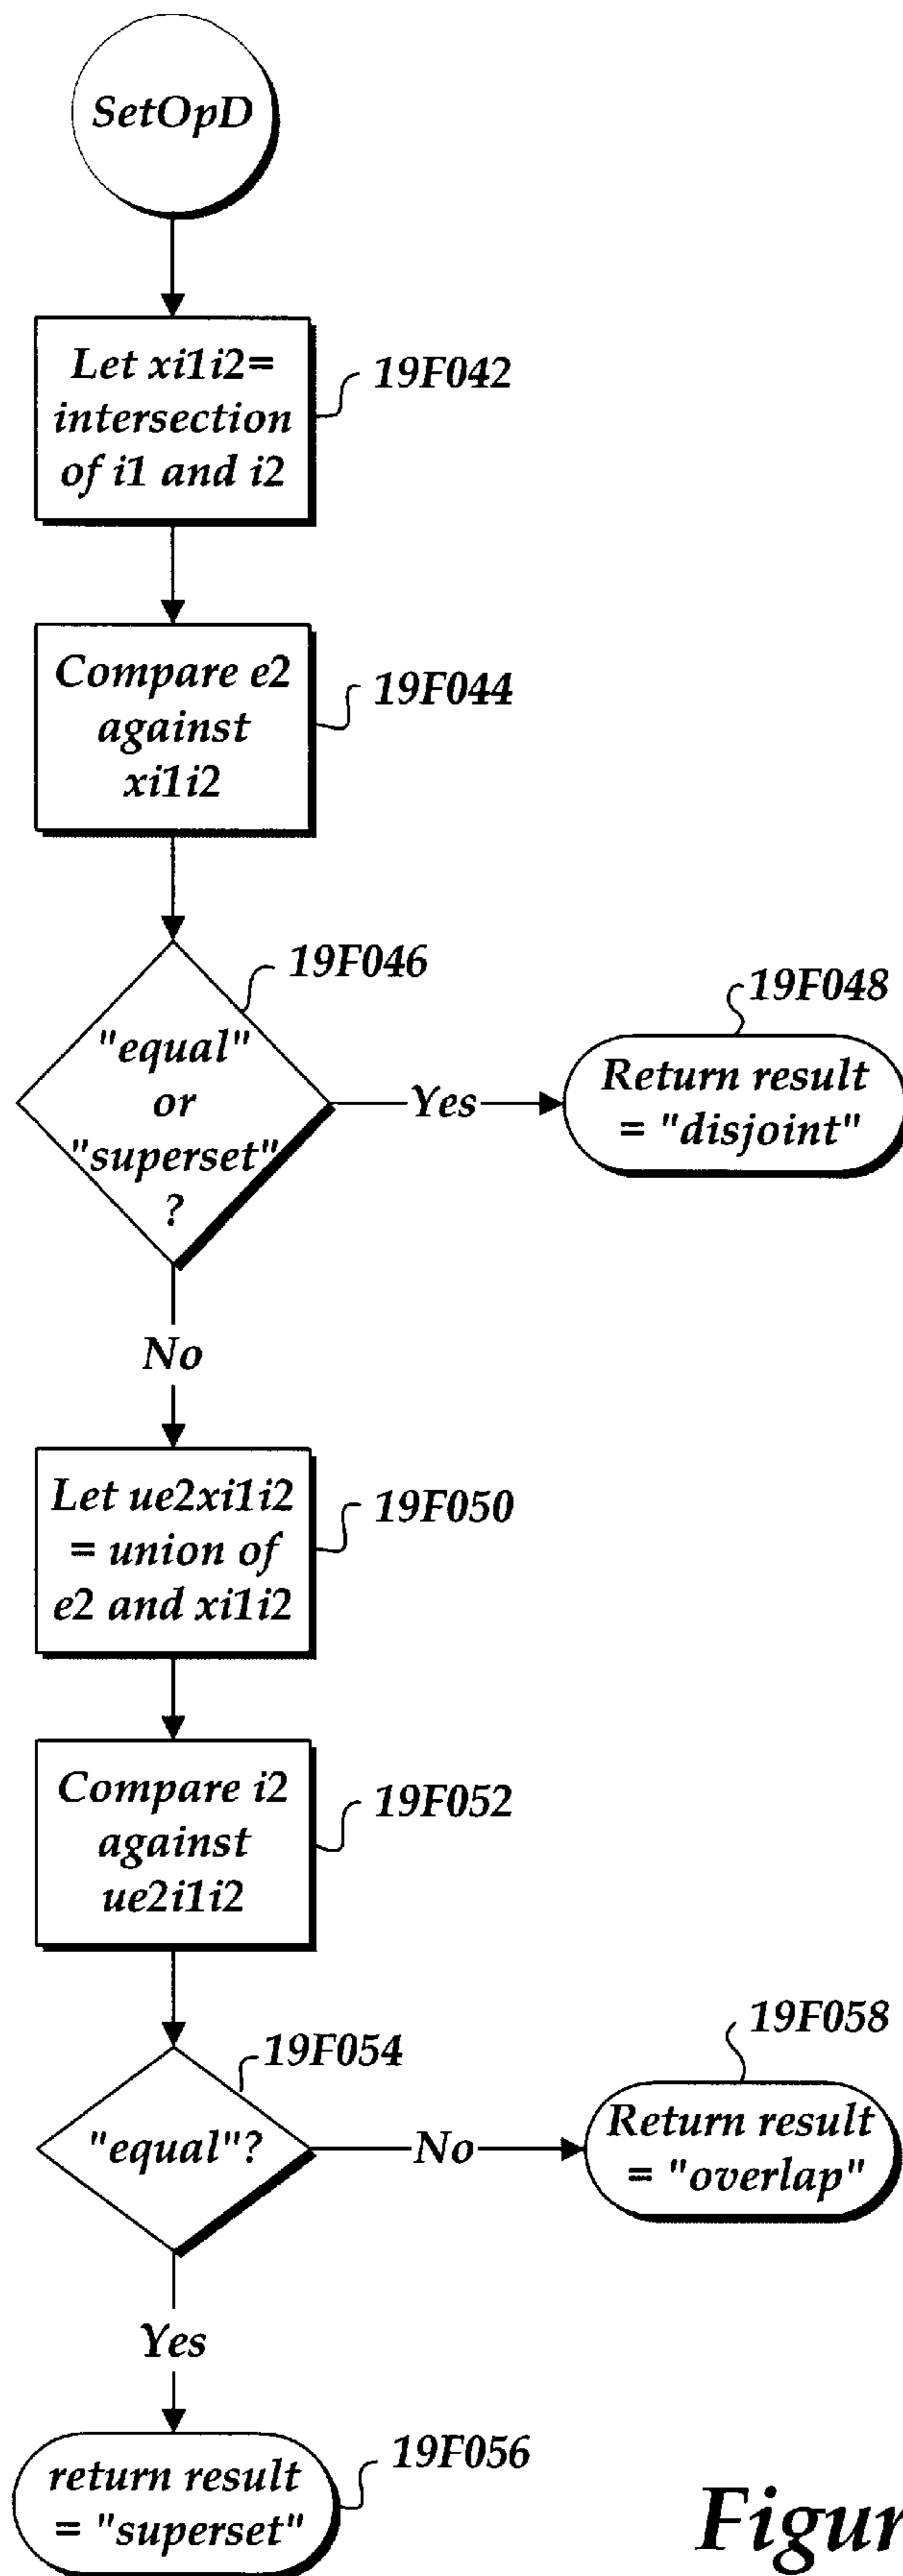 SetOpD
Let xi1i2=
intersection
of i1 and i2
19F042
Compare e2
against
xi1i2
19F044
19F046
"equal"
or
"superset"
?
Yes
19F048
Return result
= "disjoint"
No
Let ue2xi1i2
= union of
e2 and xi1i2
19F050
Compare i2
against
ue2i1i2
19F052
19F054
"equal"?
No
19F058
Return result
= "overlap"
Yes
return result
= "superset"
19F056
Figur